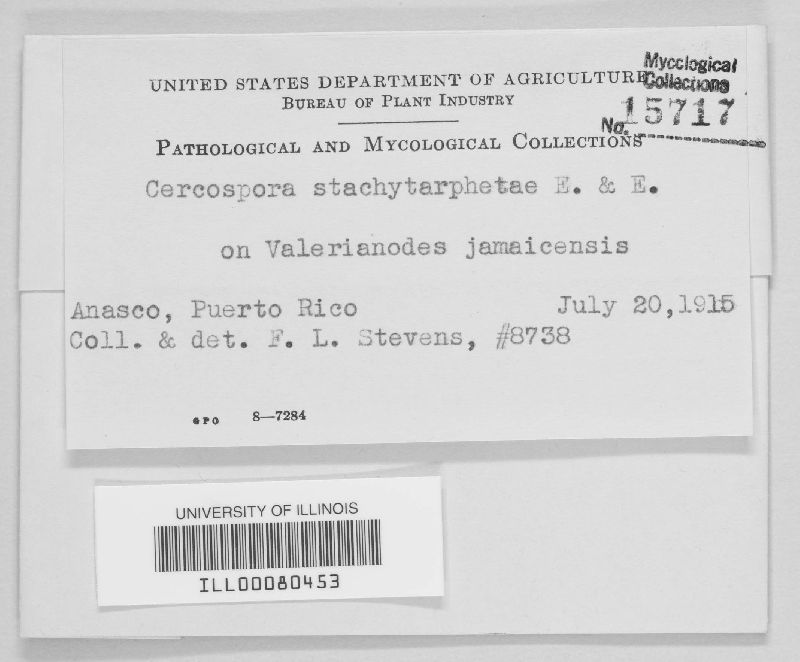 UNITED STATES DEPARTMENT OF AGRICULTURE
BUREAU OF PLANT INDUSTRY
Mycological
Collections
No. 15717
PATHOLOGICAL AND MYCOLOGICAL COLLECTIONS
Cercospora stachytarphetae E. & E.
on Valerianodes jamaicensis
Anasco, Puerto Rico July 20,1915
Coll. & det. F. L. Stevens, #8738
GPO 8—7284
UNIVERSITY OF ILLINOIS
ILL00080453